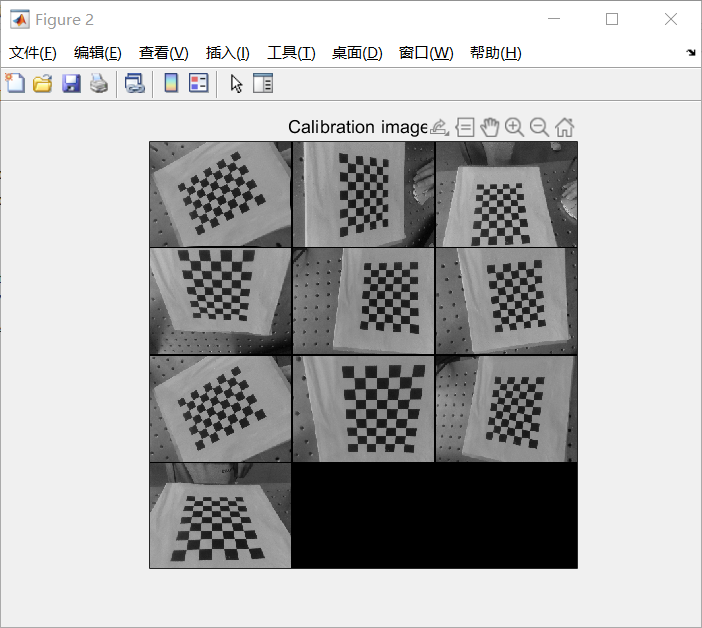 Figure 2
文件(F) 编辑(E) 查看(V) 插入(I) 工具(T) 桌面(D) 窗口(W) 帮助(H)
Calibration image